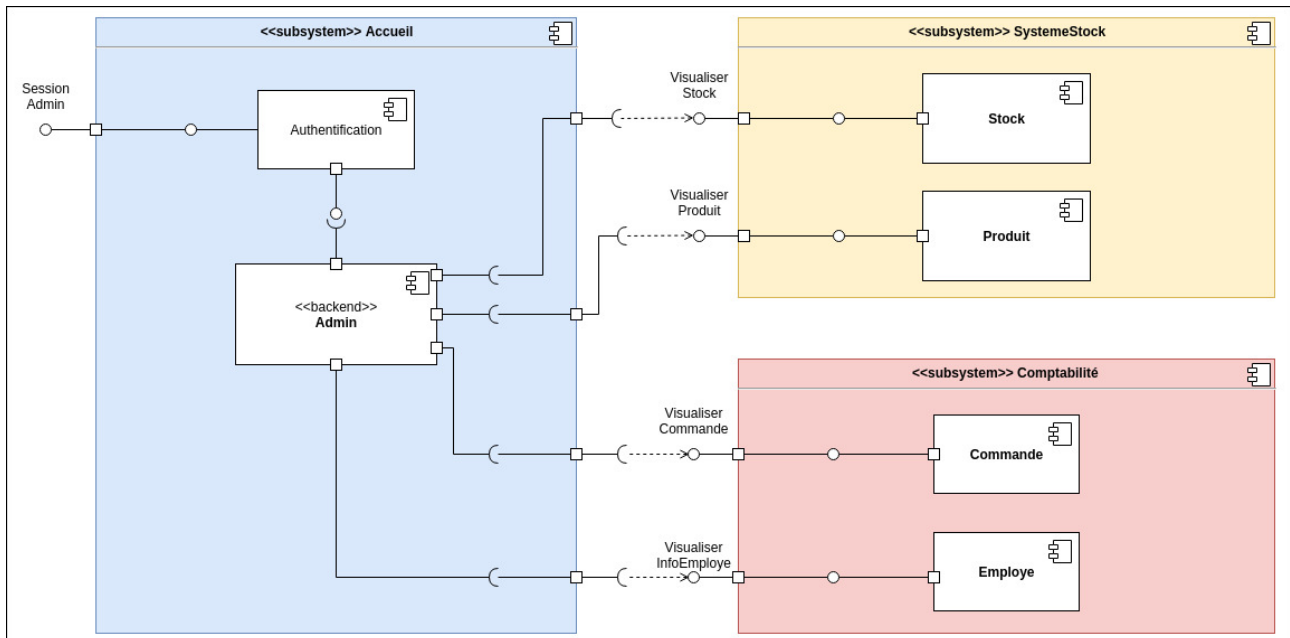 <<subsystem>> Accueil
<<subsystem>> SystemeStock
Session
Admin
Authentification
Visualiser
Stock
Stock
Visualiser
Produit
Produit
<<backend>>
Admin
<<subsystem>> Comptabilité
Visualiser
Commande
Commande
Visualiser
InfoEmploye
Employe